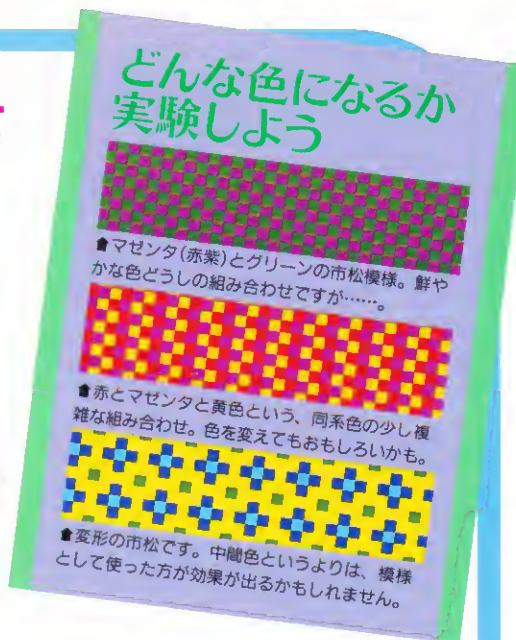 どんな色になるか
実験しよう
⬆マゼンタ(赤紫)とグリーンの市松模様。鮮や
かな色どうしの組み合わせですが……。
⬆赤とマゼンタと黄色という、同系色の少し複
雑な組み合わせ。色を変えてもおもしろいかも。
⬆変形の市松です。中間色というよりは、模様
として使った方が効果が出るかもしれません。